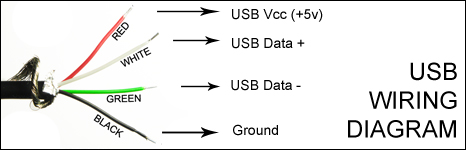 RED
USB Vcc (+5v)
WHITE
USB Data +
GREEN
USB Data -
BLACK
Ground
USB
WIRING
DIAGRAM